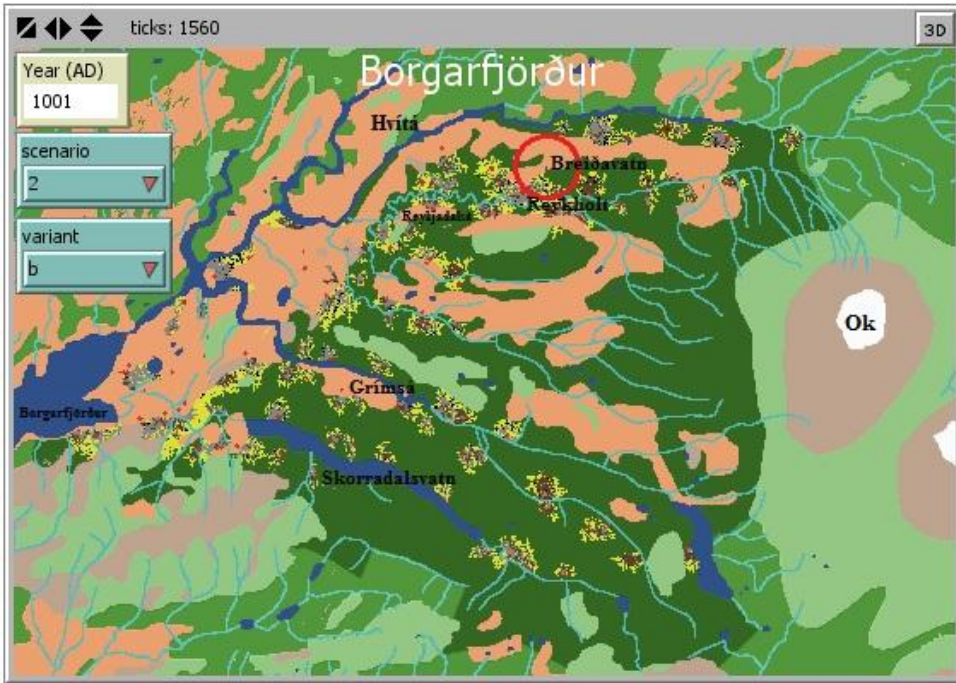 ticks: 1560
3D
Year (AD)
1001
Borgarfjörður
scenario
2
Hvítá
variant
b
Breiðavatn
Reykholt
Ok
Grímsá
Borgarfjörður
Skorradalsvatn